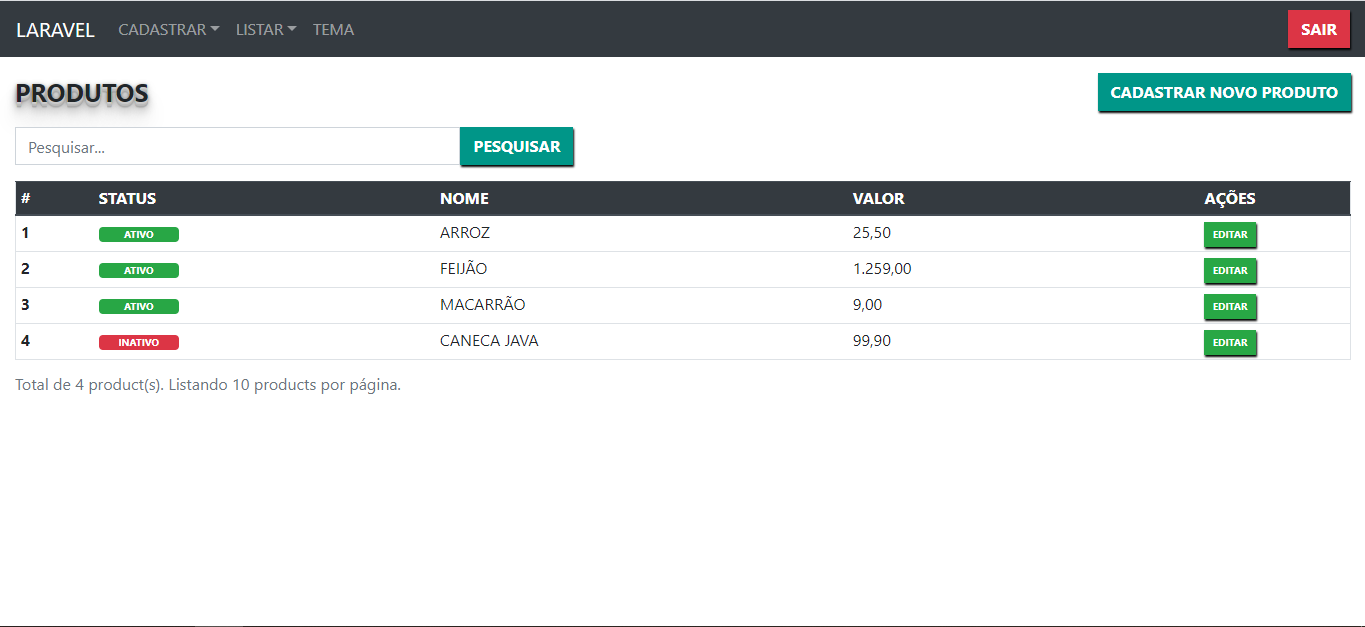 LARAVEL CADASTRAR LISTAR TEMA SAIR
PRODUTOS CADASTRAR NOVO PRODUTO
Pesquisar... PESQUISAR
# STATUS NOME VALOR AÇÕES
1 ATIVO ARROZ 25,50 EDITAR
2 ATIVO FEIJÃO 1.259,00 EDITAR
3 ATIVO MACARRÃO 9,00 EDITAR
4 INATIVO CANECA JAVA 99,90 EDITAR
Total de 4 product(s). Listando 10 products por página.